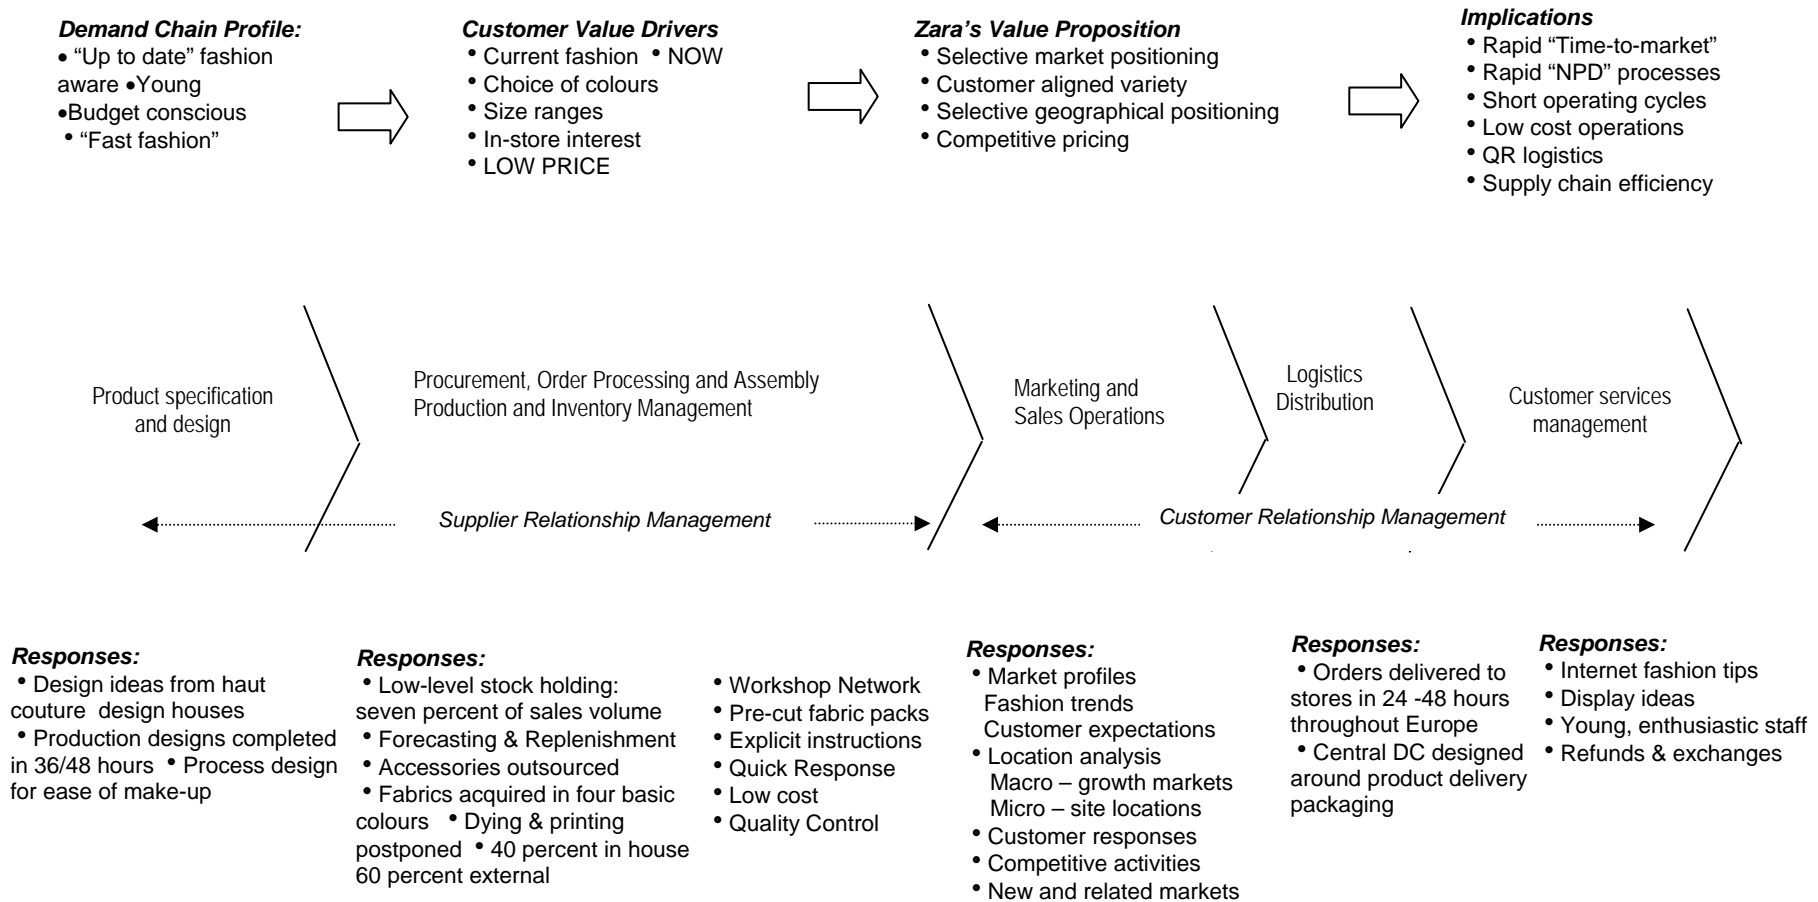 Demand Chain Profile:
• “Up to date” fashion
aware •Young
•Budget conscious
• “Fast fashion”
Customer Value Drivers
• Current fashion • NOW
• Choice of colours
• Size ranges
• In-store interest
• LOW PRICE
Zara’s Value Proposition
• Selective market positioning
• Customer aligned variety
• Selective geographical positioning
• Competitive pricing
Implications
• Rapid “Time-to-market”
• Rapid “NPD” processes
• Short operating cycles
• Low cost operations
• QR logistics
• Supply chain efficiency
Product specification
and design
Procurement, Order Processing and Assembly
Production and Inventory Management
Marketing and
Sales Operations
Logistics
Distribution
Customer services
management
Supplier Relationship Management
Customer Relationship Management
Responses:
• Design ideas from haut
couture design houses
• Production designs completed
in 36/48 hours • Process design
for ease of make-up
Responses:
• Low-level stock holding:
seven percent of sales volume
• Forecasting & Replenishment
• Accessories outsourced
• Fabrics acquired in four basic
colours • Dying & printing
postponed • 40 percent in house
60 percent external
• Workshop Network
• Pre-cut fabric packs
• Explicit instructions
• Quick Response
• Low cost
• Quality Control
Responses:
• Market profiles
Fashion trends
Customer expectations
• Location analysis
Macro – growth markets
Micro – site locations
• Customer responses
• Competitive activities
• New and related markets
Responses:
• Orders delivered to
stores in 24 -48 hours
throughout Europe
• Central DC designed
around product delivery
packaging
Responses:
• Internet fashion tips
• Display ideas
• Young, enthusiastic staff
• Refunds & exchanges